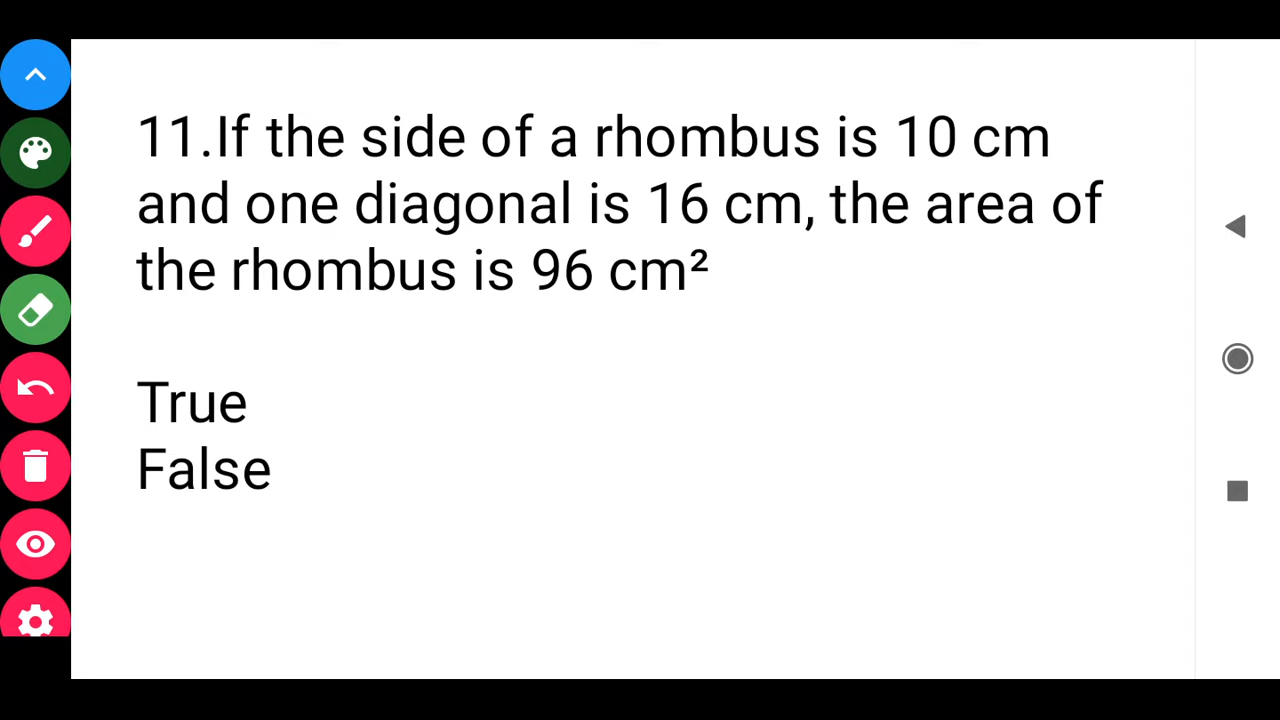 11.If the side of a rhombus is 10 cm
and one diagonal is 16 cm, the area of
the rhombus is 96 cm²
True
False